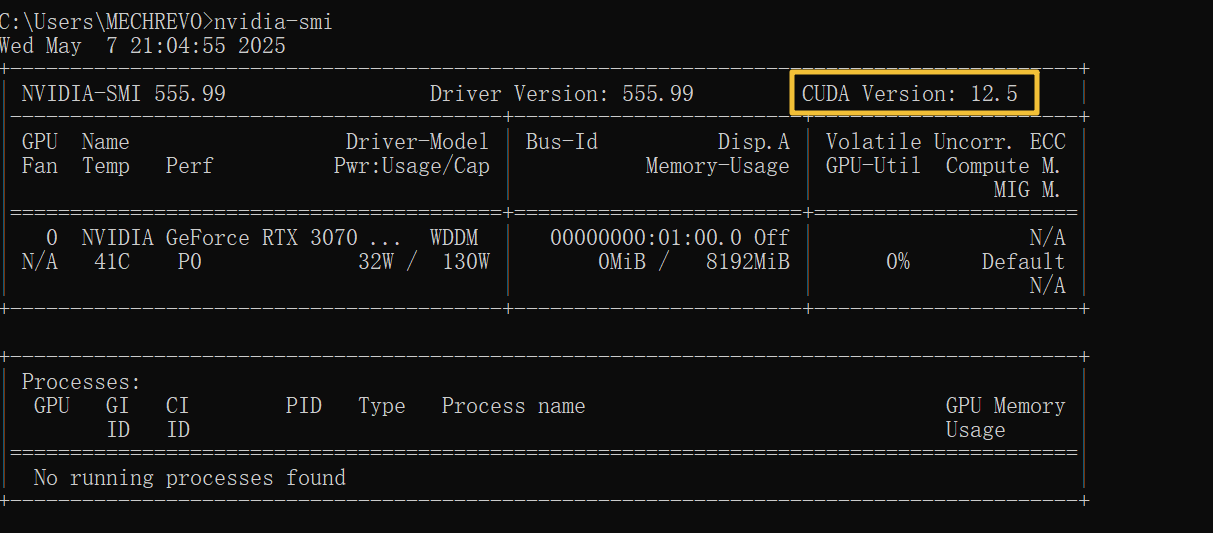 C:\Users\MECHREVO>nvidia-smi
Wed May  7 21:04:55 2025
NVIDIA-SMI 555.99 Driver Version: 555.99 CUDA Version: 12.5
GPU Name Driver-Model Bus-Id Disp.A Volatile Uncorr. ECC
Fan Temp Perf Pwr:Usage/Cap Memory-Usage GPU-Util Compute M.
MIG M.
0 NVIDIA GeForce RTX 3070 ... WDDM 00000000:01:00.0 Off N/A
N/A 41C P0 32W / 130W 0MiB / 8192MiB 0% Default
N/A
Processes:
GPU GI CI PID Type Process name GPU Memory
ID ID Usage
No running processes found